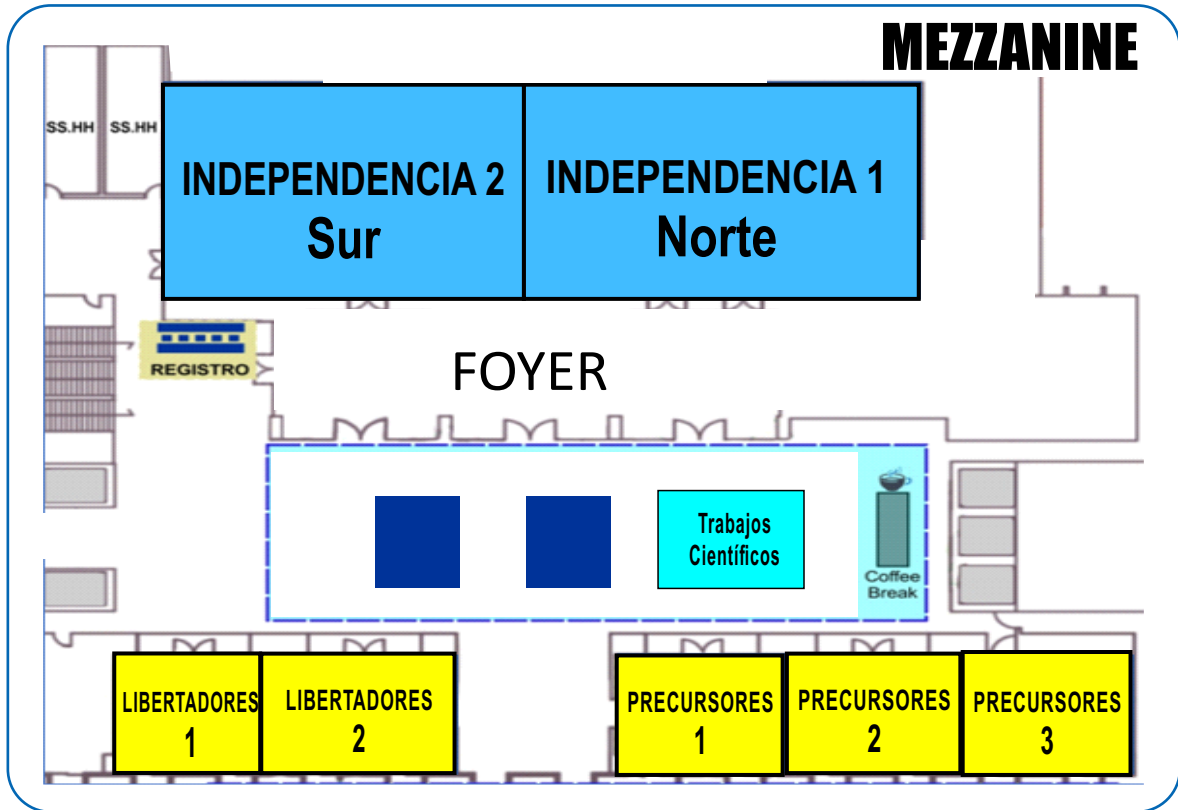 MEZZANINE
SS.HH
SS.HH
INDEPENDENCIA 2
Sur
INDEPENDENCIA 1
Norte
REGISTRO
FOYER
Trabajos
Científicos
Coffee
Break
LIBERTADORES
1
LIBERTADORES
2
PRECURSORES
1
PRECURSORES
2
PRECURSORES
3